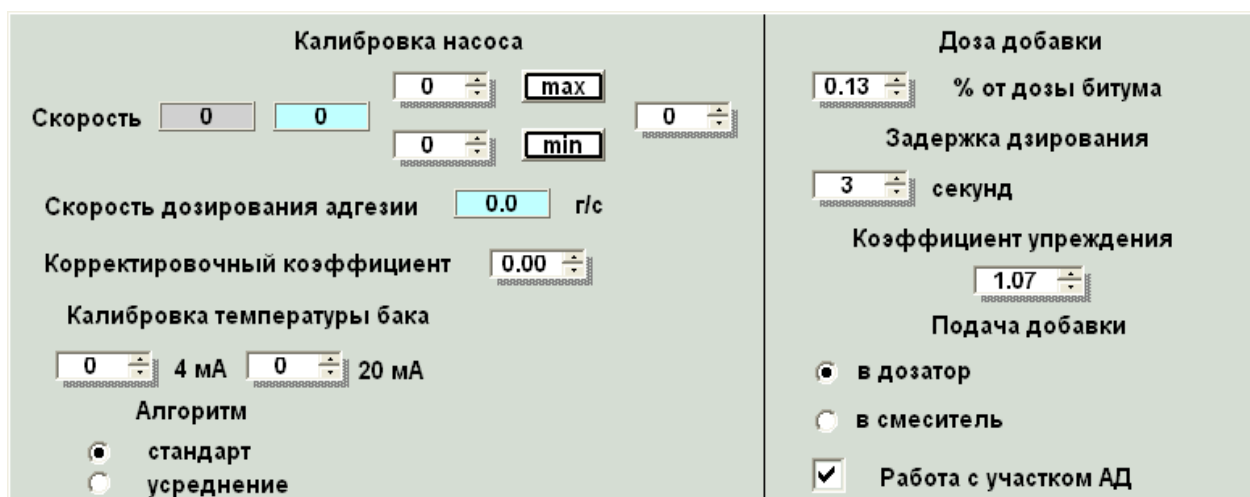 Калибровка насоса
0 max
Скорость 0 0 0
0 min
Скорость дозирования адгезии 0.0 г/с
Корректировочный коэффициент 0.00
Калибровка температуры бака
0 4 мА 0 20 мА
Алгоритм
стандарт
усреднение
Доза добавки
0.13 % от дозы битума
Задержка дзирования
3 секунд
Коэффициент упреждения
1.07
Подача добавки
в дозатор
в смеситель
Работа с участком АД